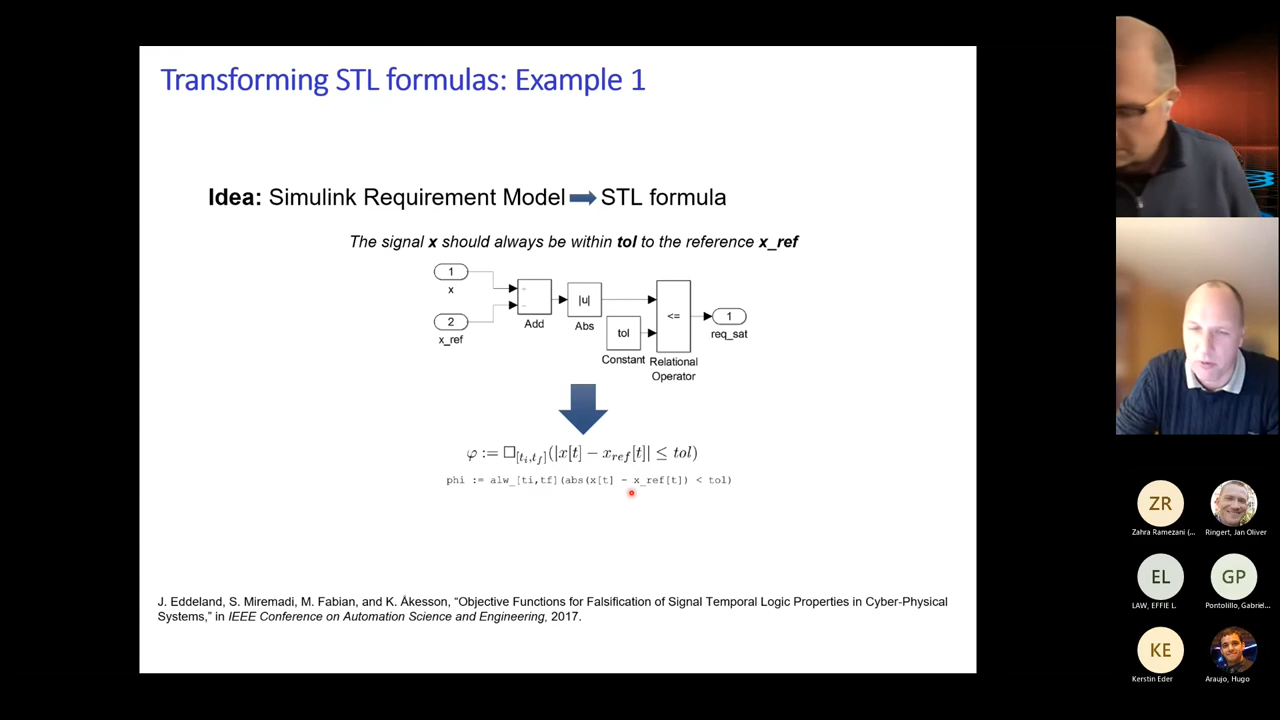 Transforming STL formulas: Example 1
Idea: Simulink Requirement Model STL formula
The signal x should always be within tol to the reference x_ref
1
x
2
x_ref
Add
|u|
Abs
tol
Constant
<=
Relational
Operator
1
req_sat
φ := □[ti,tf](|x[t] − xref[t]| ≤ tol)
phi := alw_[ti,tf](abs(x[t] - x_ref[t]) < tol)
J. Eddeland, S. Miremadi, M. Fabian, and K. Åkesson, “Objective Functions for Falsification of Signal Temporal Logic Properties in Cyber-Physical
Systems,” in IEEE Conference on Automation Science and Engineering, 2017.
ZR
Zahra Ramezani (...
Ringert, Jan Oliver
EL
LAW, EFFIE L.
GP
Pontolillo, Gabriel...
KE
Kerstin Eder
Araujo, Hugo